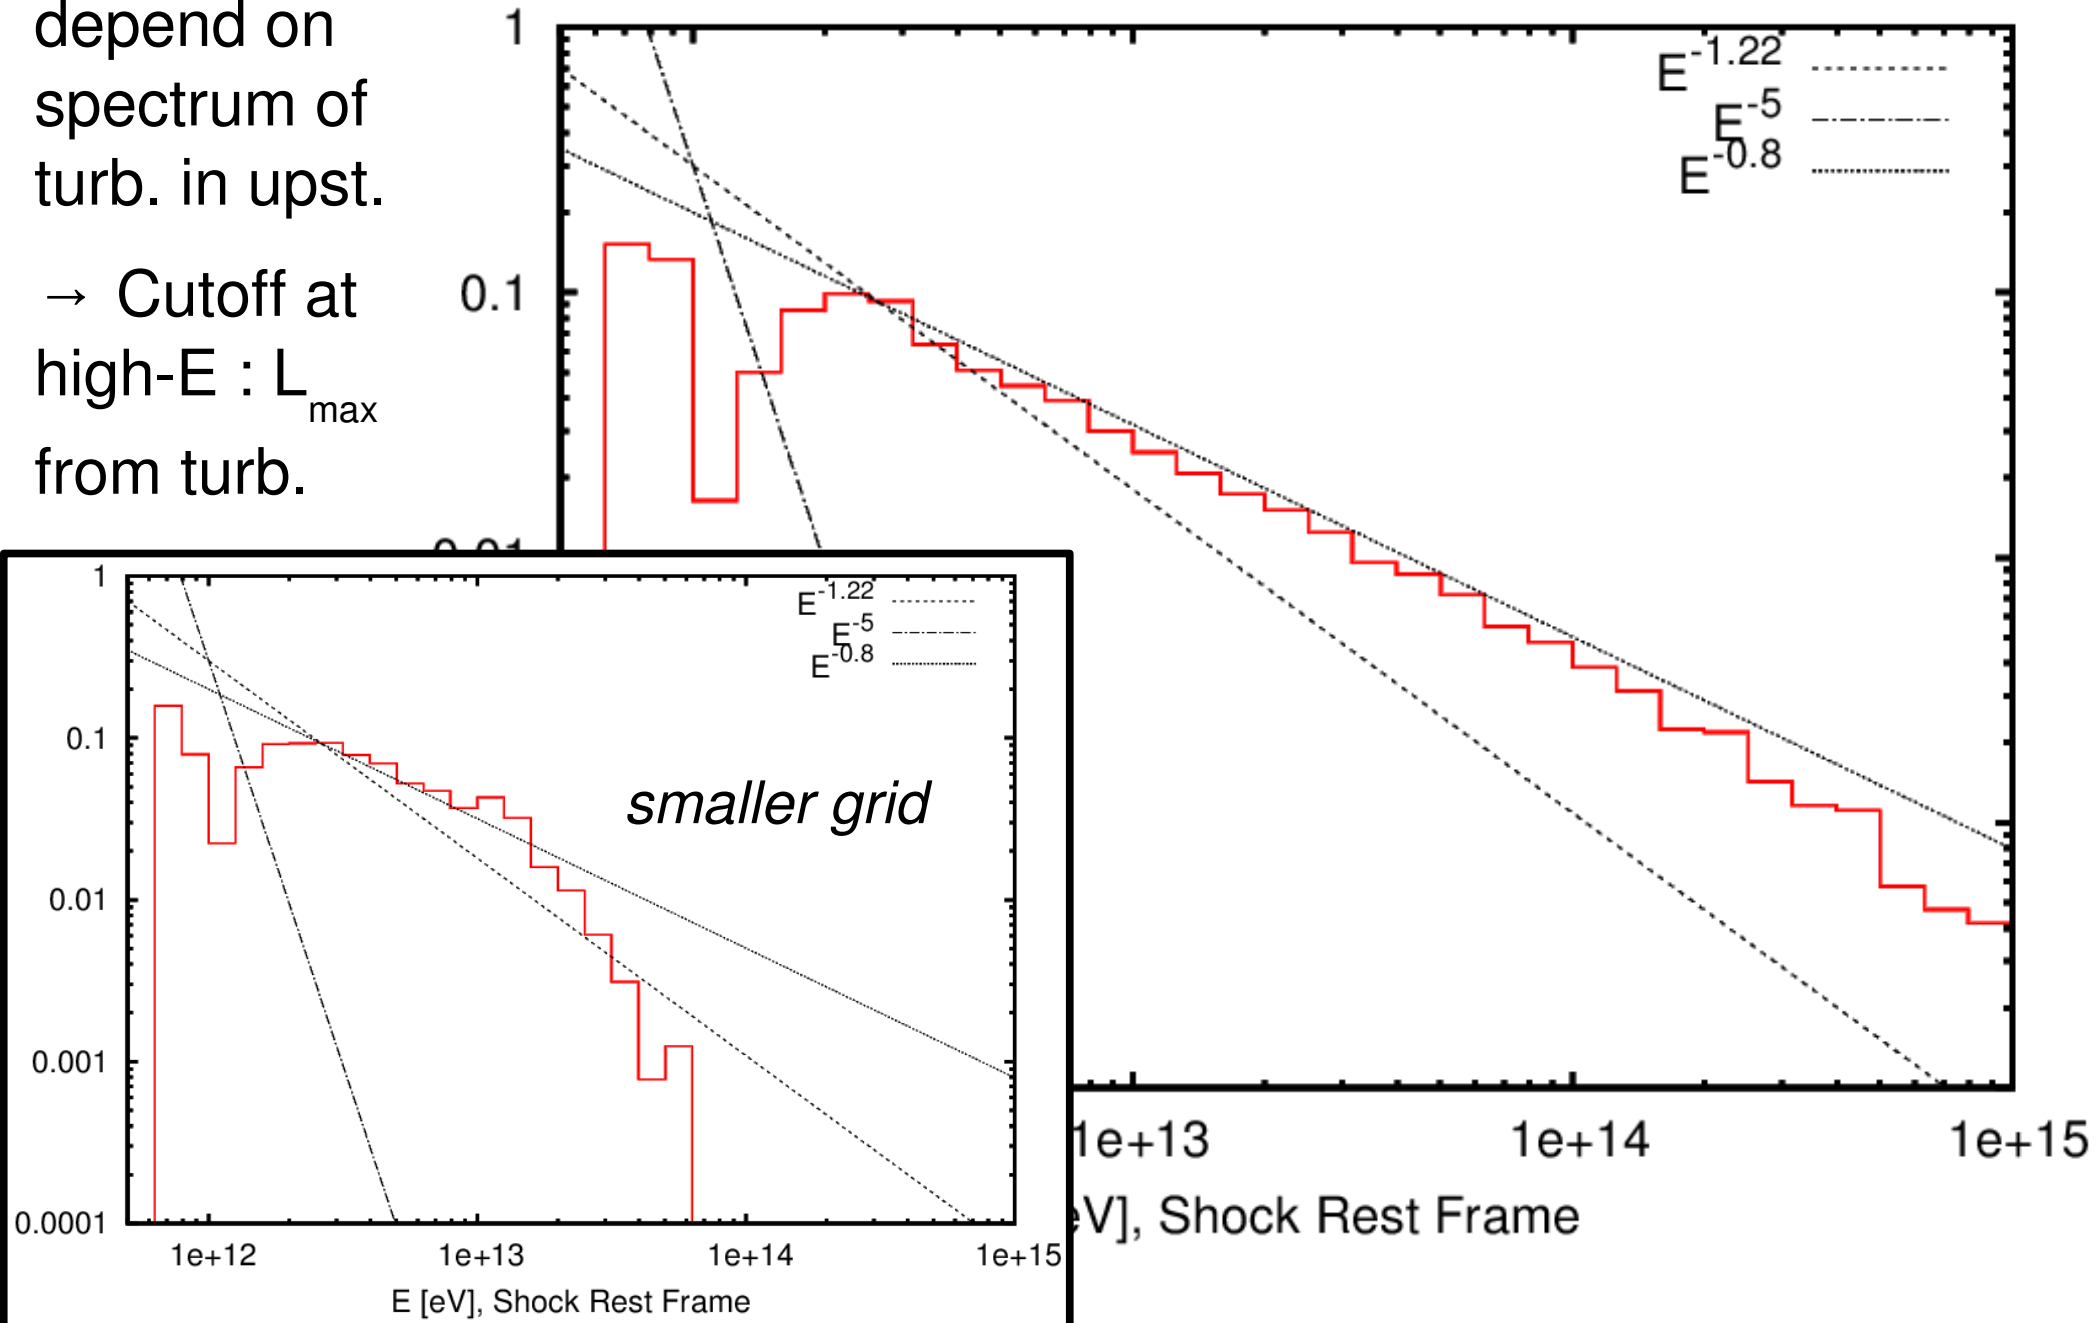 depend on
spectrum of
turb. in upst.
→ Cutoff at
high-E : L_max
from turb.
1
0.1
0.01
E^-1.22
E^-5
E^-0.8
1e+13
1e+14
1e+15
eV], Shock Rest Frame
1
0.1
0.01
0.001
0.0001
E^-1.22
E^-5
E^-0.8
smaller grid
1e+12
1e+13
1e+14
1e+15
E [eV], Shock Rest Frame